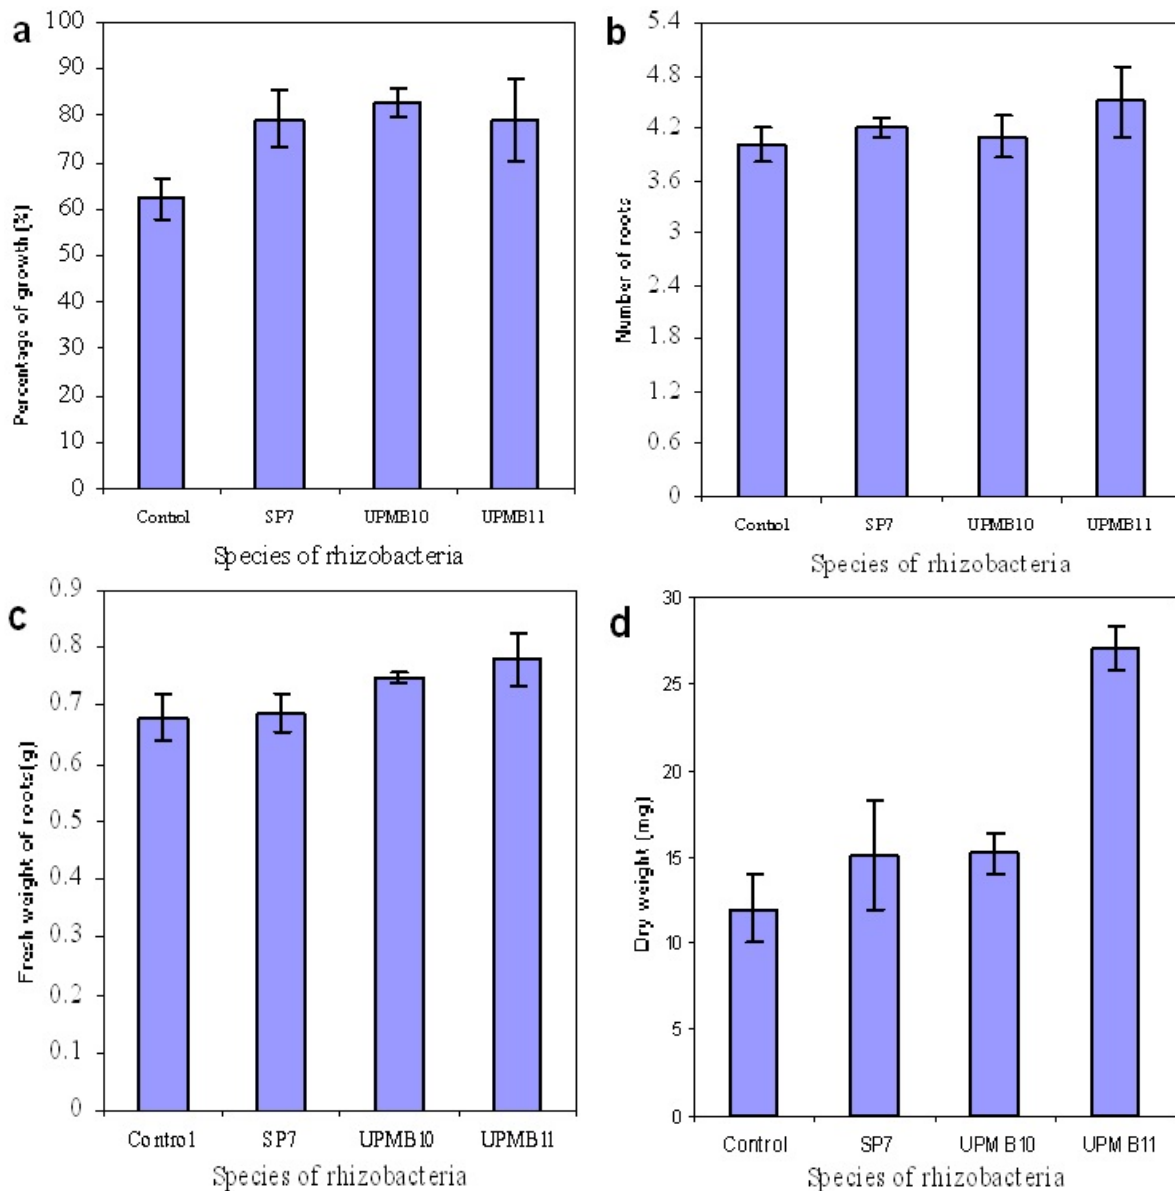 a
100
90
80
70
60
50
40
30
20
10
0
Percentage of growth (%)
Control SP7 UPMB10 UPMB11
Species of rhizobacteria
b
5.4
4.8
4.2
3.6
3
2.4
1.8
1.2
0.6
0
Number of roots
Control SP7 UPMB10 UPMB11
Species of rhizobacteria
c
0.9
0.8
0.7
0.6
0.5
0.4
0.3
0.2
0.1
0
Fresh weight of roots(g)
Control SP7 UPMB10 UPMB11
Species of rhizobacteria
d
30
25
20
15
10
5
0
Dry weight (mg)
Control SP7 UPMB10 UPMB11
Species of rhizobacteria